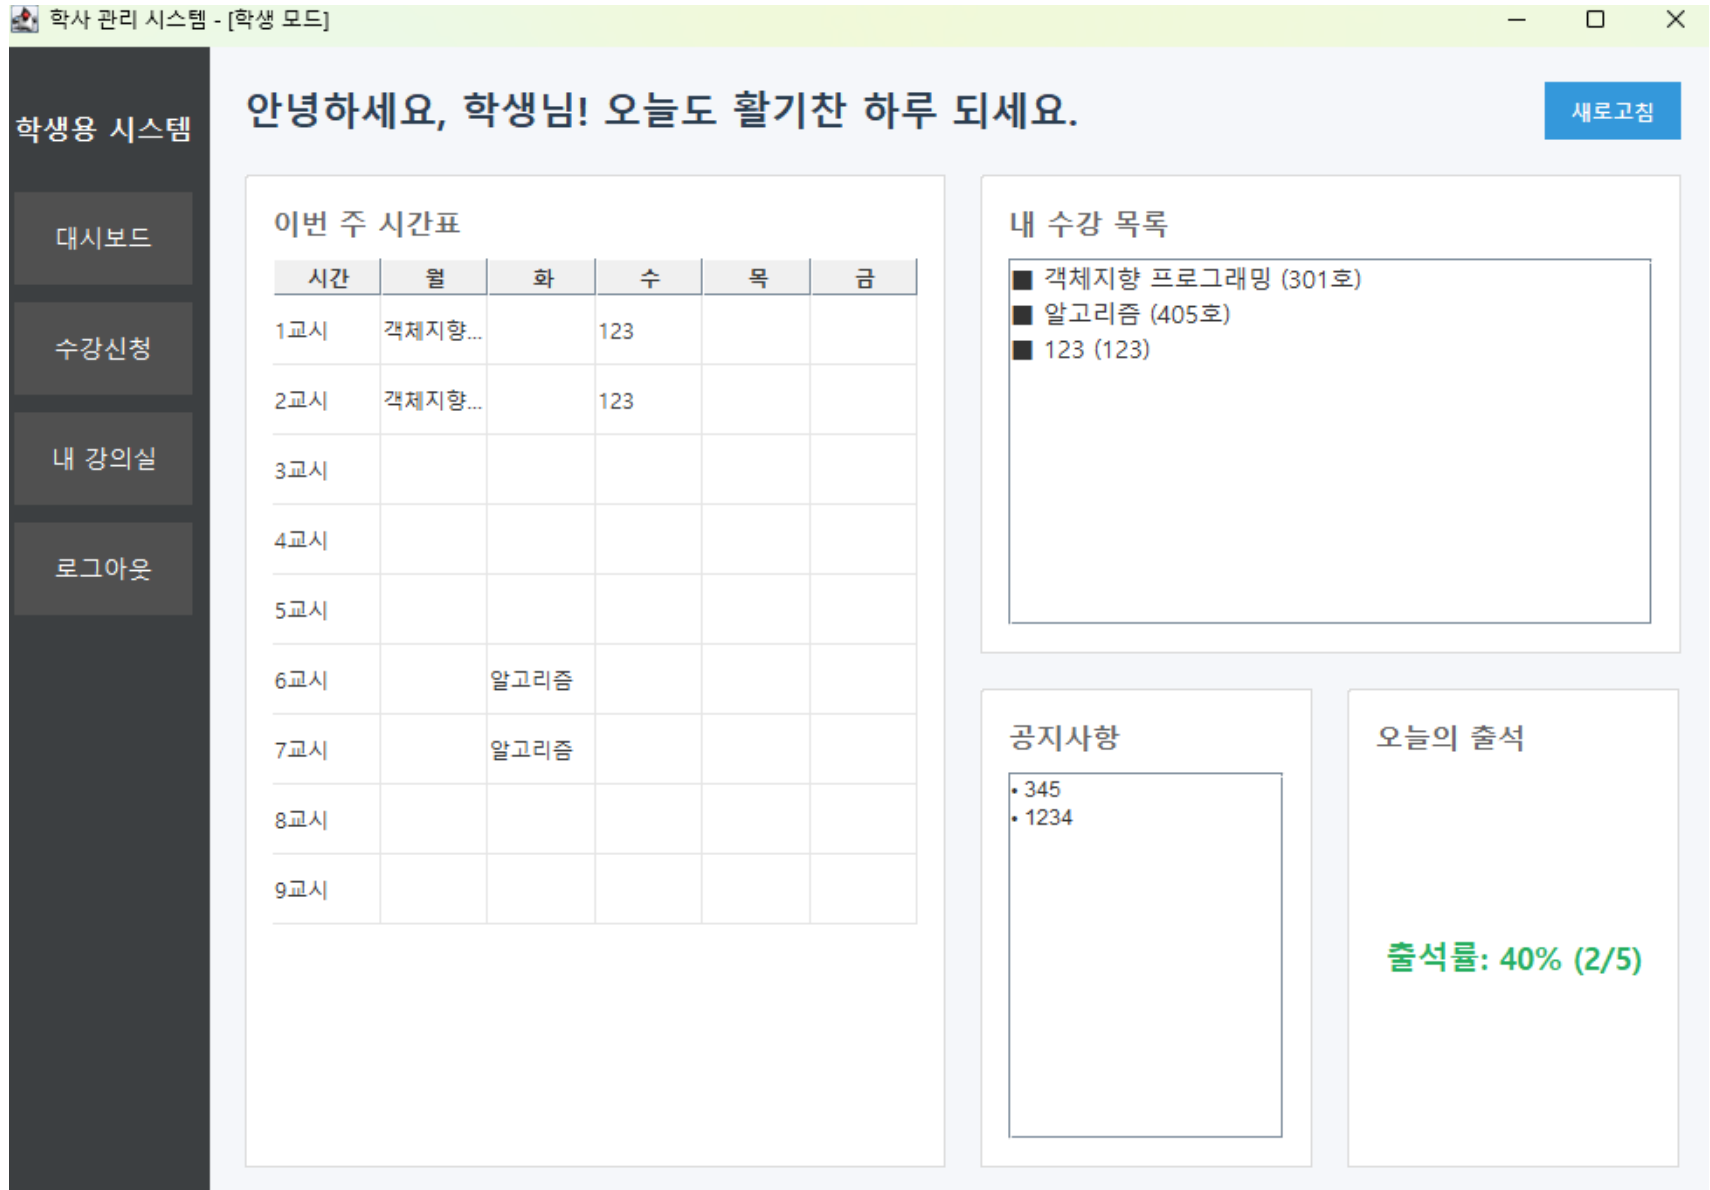 학사 관리 시스템 - [학생 모드]
학생용 시스템
대시보드
수강신청
내 강의실
로그아웃
안녕하세요, 학생님! 오늘도 활기찬 하루 되세요.
새로고침
이번 주 시간표
시간 월 화 수 목 금
1교시 객체지향... 123
2교시 객체지향... 123
3교시
4교시
5교시
6교시 알고리즘
7교시 알고리즘
8교시
9교시
내 수강 목록
■ 객체지향 프로그래밍 (301호)
■ 알고리즘 (405호)
■ 123 (123)
공지사항
• 345
• 1234
오늘의 출석
출석률: 40% (2/5)